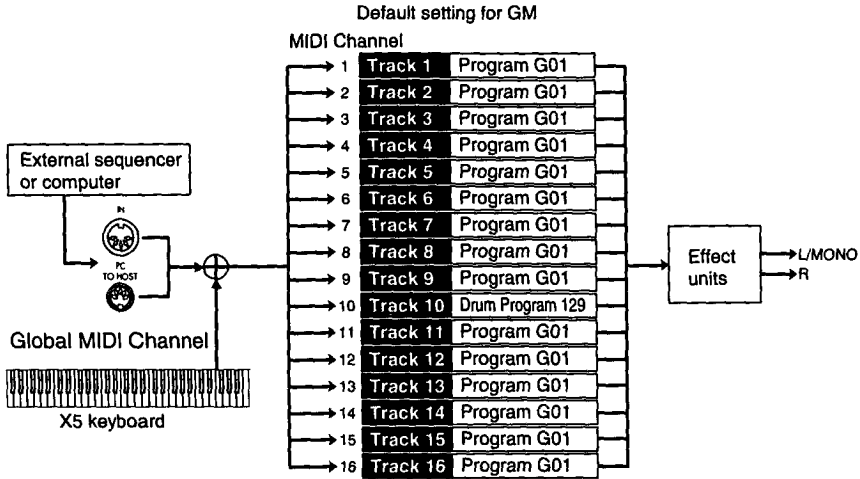 Default setting for GM
MIDI Channel
1 Track 1 Program G01
2 Track 2 Program G01
3 Track 3 Program G01
4 Track 4 Program G01
5 Track 5 Program G01
6 Track 6 Program G01
7 Track 7 Program G01
8 Track 8 Program G01
9 Track 9 Program G01
10 Track 10 Drum Program 129
11 Track 11 Program G01
12 Track 12 Program G01
13 Track 13 Program G01
14 Track 14 Program G01
15 Track 15 Program G01
16 Track 16 Program G01
External sequencer
or computer
IN
PC
TO HOST
Global MIDI Channel
X5 keyboard
Effect
units
L/MONO
R